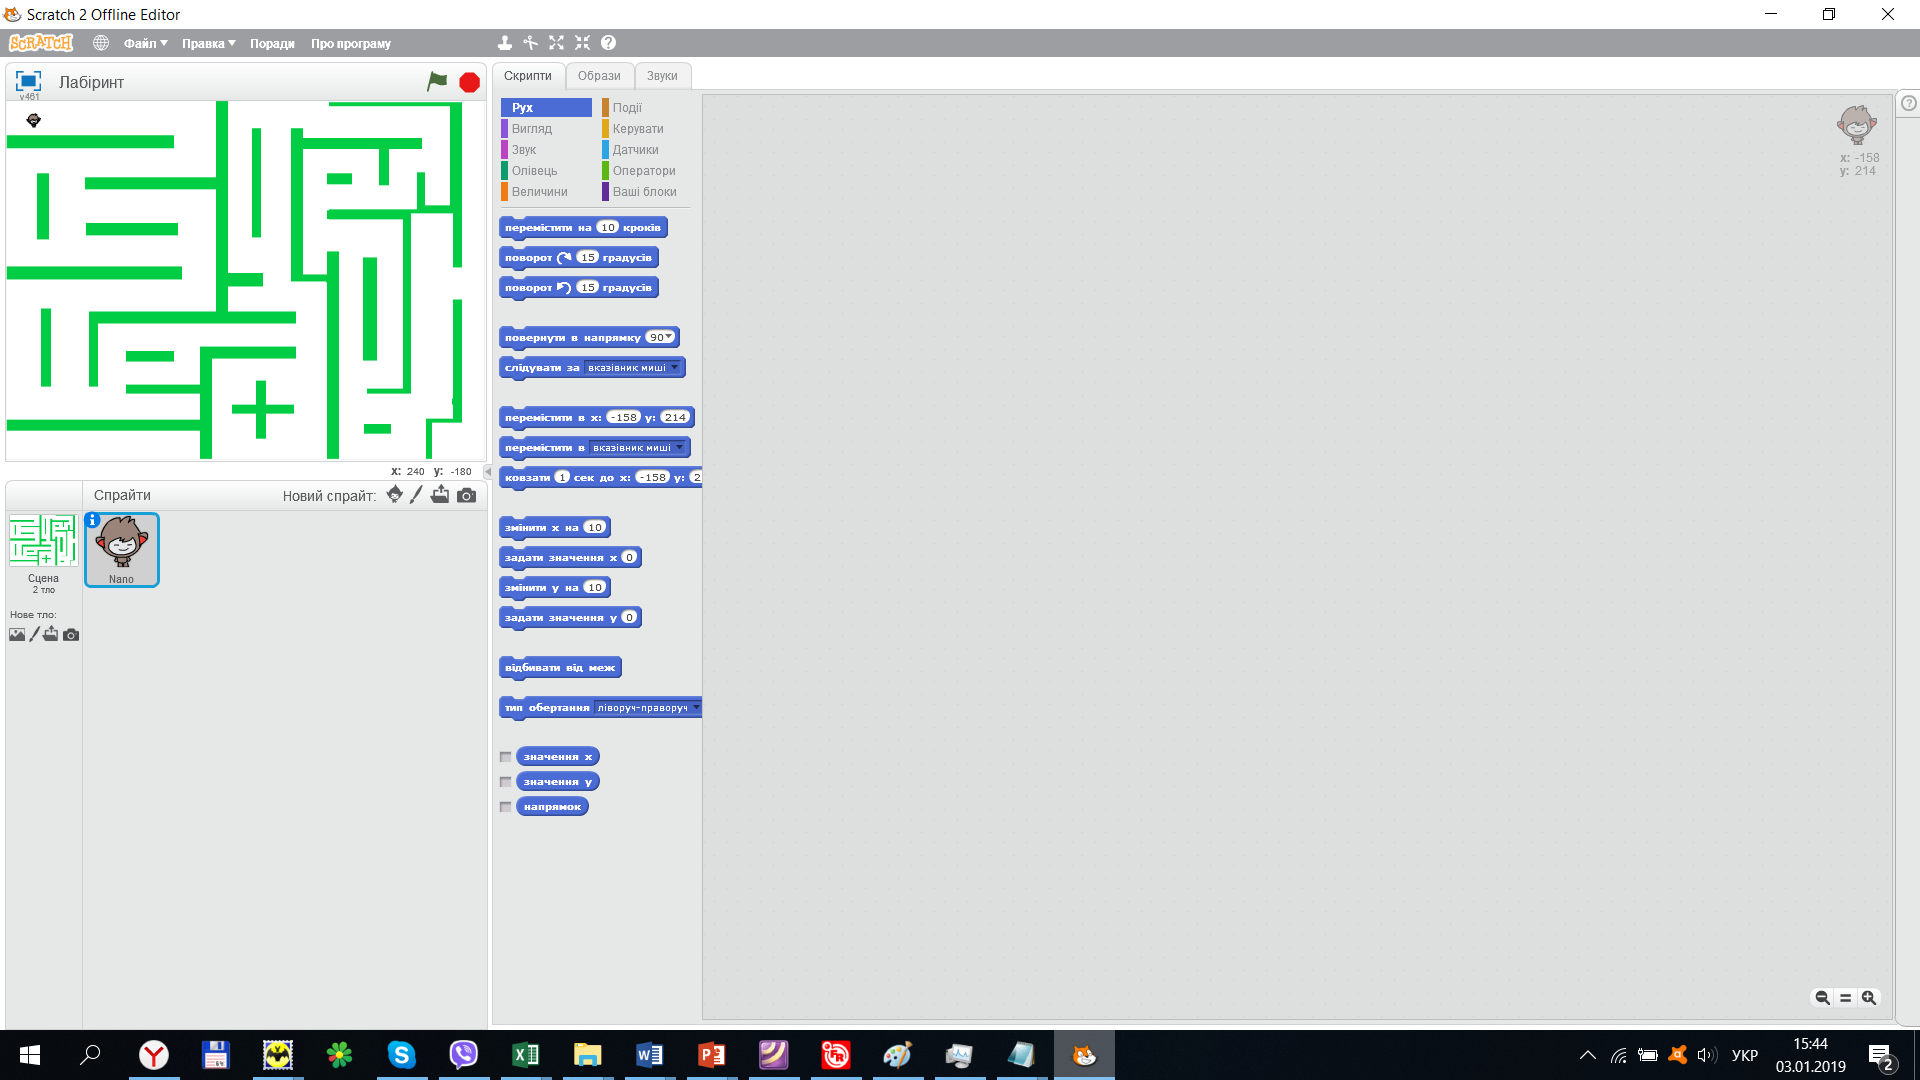 Scratch 2 Offline Editor
SCRATCH Файл Правка Поради Про програму
v461 Лабіринт
Скрипти Образи Звуки
Рух Події
Вигляд Керувати
Звук Датчики
Олівець Оператори
Величини Ваші блоки
перемістити на 10 кроків
поворот 15 градусів
поворот 15 градусів
повернути в напрямку 90
слідувати за вказівник миші
перемістити в x: -158 y: 214
перемістити в вказівник миші
ковзати 1 сек до x: -158 y: 2
змінити x на 10
задати значення x 0
змінити y на 10
задати значення y 0
відбивати від меж
тип обертання ліворуч-праворуч
значення x
значення y
напрямок
x: -158
y: 214
x: 240 y: -180
Спрайти Новий спрайт:
Сцена
2 тло
Нове тло:
Nano
УКР
15:44
03.01.2019
2